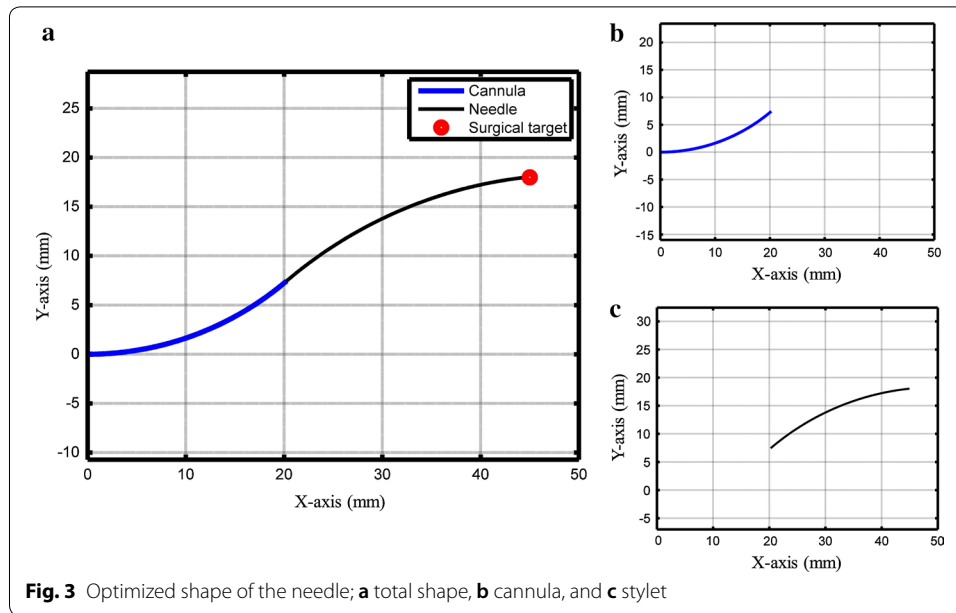 a
Y-axis (mm)
25
20
15
10
5
0
-5
-10
0 10 20 30 40 50
X-axis (mm)
Cannula
Needle
Surgical target
b
Y-axis (mm)
20
15
10
5
0
-5
-10
-15
0 10 20 30 40 50
X-axis (mm)
c
Y-axis (mm)
30
25
20
15
10
5
0
-5
0 10 20 30 40 50
X-axis (mm)
Fig. 3 Optimized shape of the needle; a total shape, b cannula, and c stylet